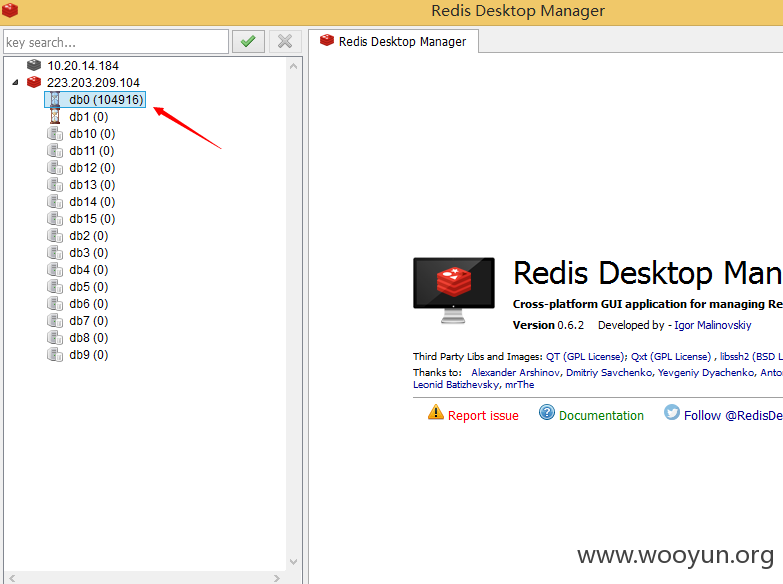 Redis Desktop Manager
key search...
10.20.14.184
223.203.209.104
db0 (104916)
db1 (0)
db10 (0)
db11 (0)
db12 (0)
db13 (0)
db14 (0)
db15 (0)
db2 (0)
db3 (0)
db4 (0)
db5 (0)
db6 (0)
db7 (0)
db8 (0)
db9 (0)
Redis Desktop Manager
Redis Desktop Man
Cross-platform GUI application for managing Re
Version 0.6.2 Developed by - Igor Malinovskiy
Third Party Libs and Images: QT (GPL License); Qxt (GPL License) , libssh2 (BSD L
Thanks to: Alexander Arshinov, Dmitriy Savchenko, Yevgeniy Dyachenko, Anto
Leonid Batizhevsky, mrThe
Report issue Documentation Follow @RedisDe
www.wooyun.org